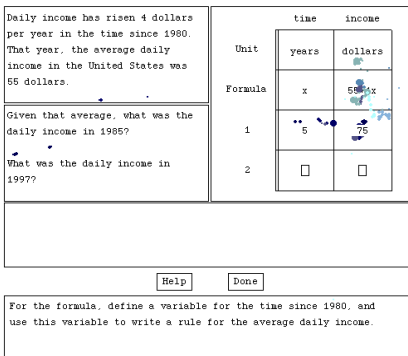 Daily income has risen 4 dollars
per year in the time since 1980.
That year, the average daily
income in the United States was
55 dollars.
Given that average, what was the
daily income in 1985?
What was the daily income in
1997?
time income
Unit years dollars
Formula x
1 5 75
2
Help Done
For the formula, define a variable for the time since 1980, and
use this variable to write a rule for the average daily income.